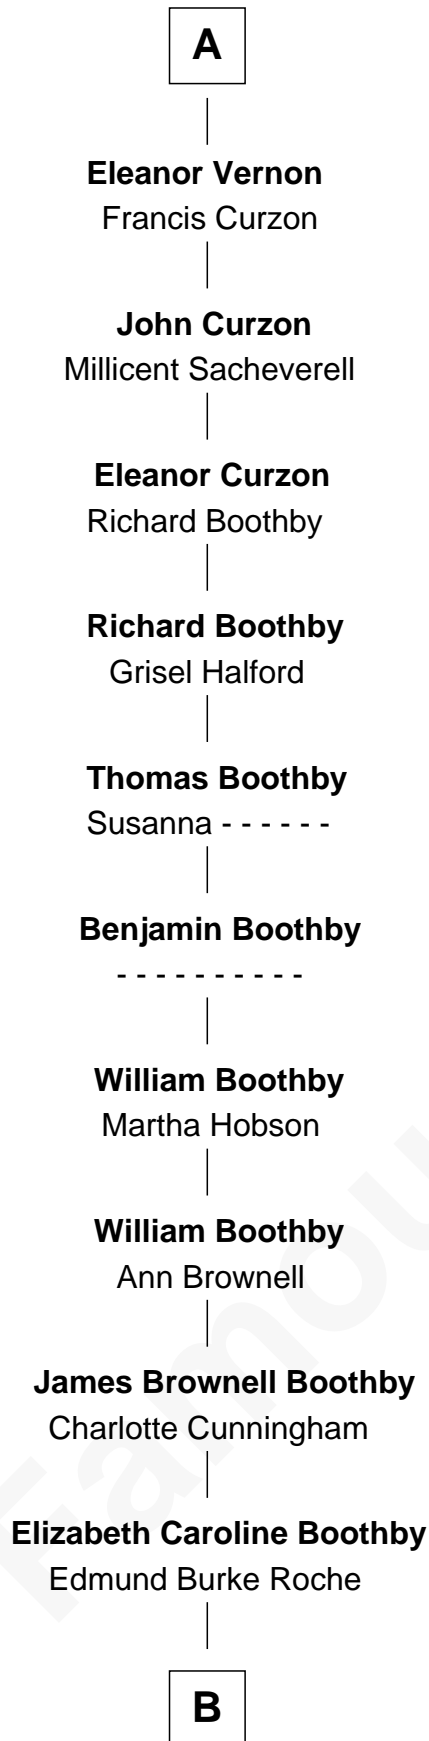 A
Eleanor Vernon
Francis Curzon
John Curzon
Millicent Sacheverell
Eleanor Curzon
Richard Boothby
Richard Boothby
Grisel Halford
Thomas Boothby
Susanna - - - - - -
Benjamin Boothby
- - - - - - - - - -
William Boothby
Martha Hobson
William Boothby
Ann Brownell
James Brownell Boothby
Charlotte Cunningham
Elizabeth Caroline Boothby
Edmund Burke Roche
B
Famou